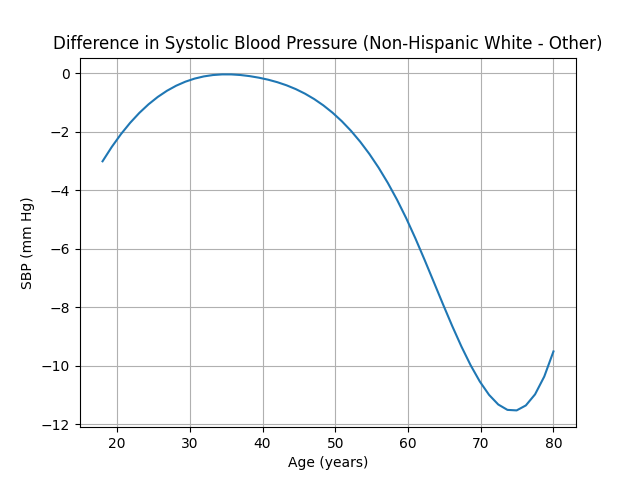 Difference in Systolic Blood Pressure (Non-Hispanic White - Other)
0
−2
−4
−6
−8
−10
−12
SBP (mm Hg)
20 30 40 50 60 70 80
Age (years)